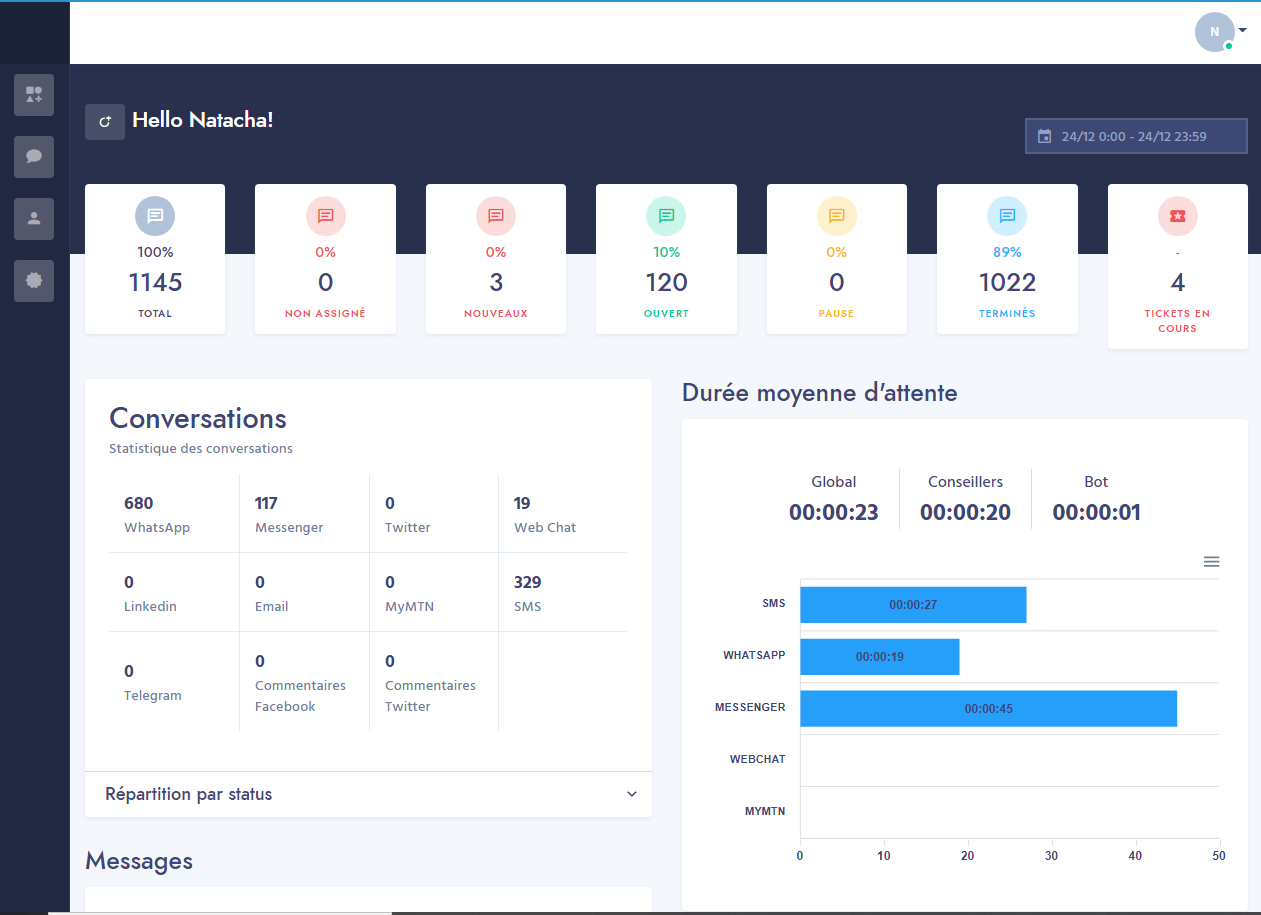 N
Hello Natacha!
24/12 0:00 - 24/12 23:59
100%
1145
TOTAL
0%
0
NON ASSIGNÉ
0%
3
NOUVEAUX
10%
120
OUVERT
0%
0
PAUSE
89%
1022
TERMINÉS
-
4
TICKETS EN
COURS
Conversations
Statistique des conversations
680
WhatsApp
117
Messenger
0
Twitter
19
Web Chat
0
Linkedin
0
Email
0
MyMTN
329
SMS
0
Telegram
0
Commentaires
Facebook
0
Commentaires
Twitter
Répartition par status
Messages
Durée moyenne d'attente
Global
00:00:23
Conseillers
00:00:20
Bot
00:00:01
SMS
00:00:27
WHATSAPP
00:00:19
MESSENGER
00:00:45
WEBCHAT
MYMTN
0 10 20 30 40 50